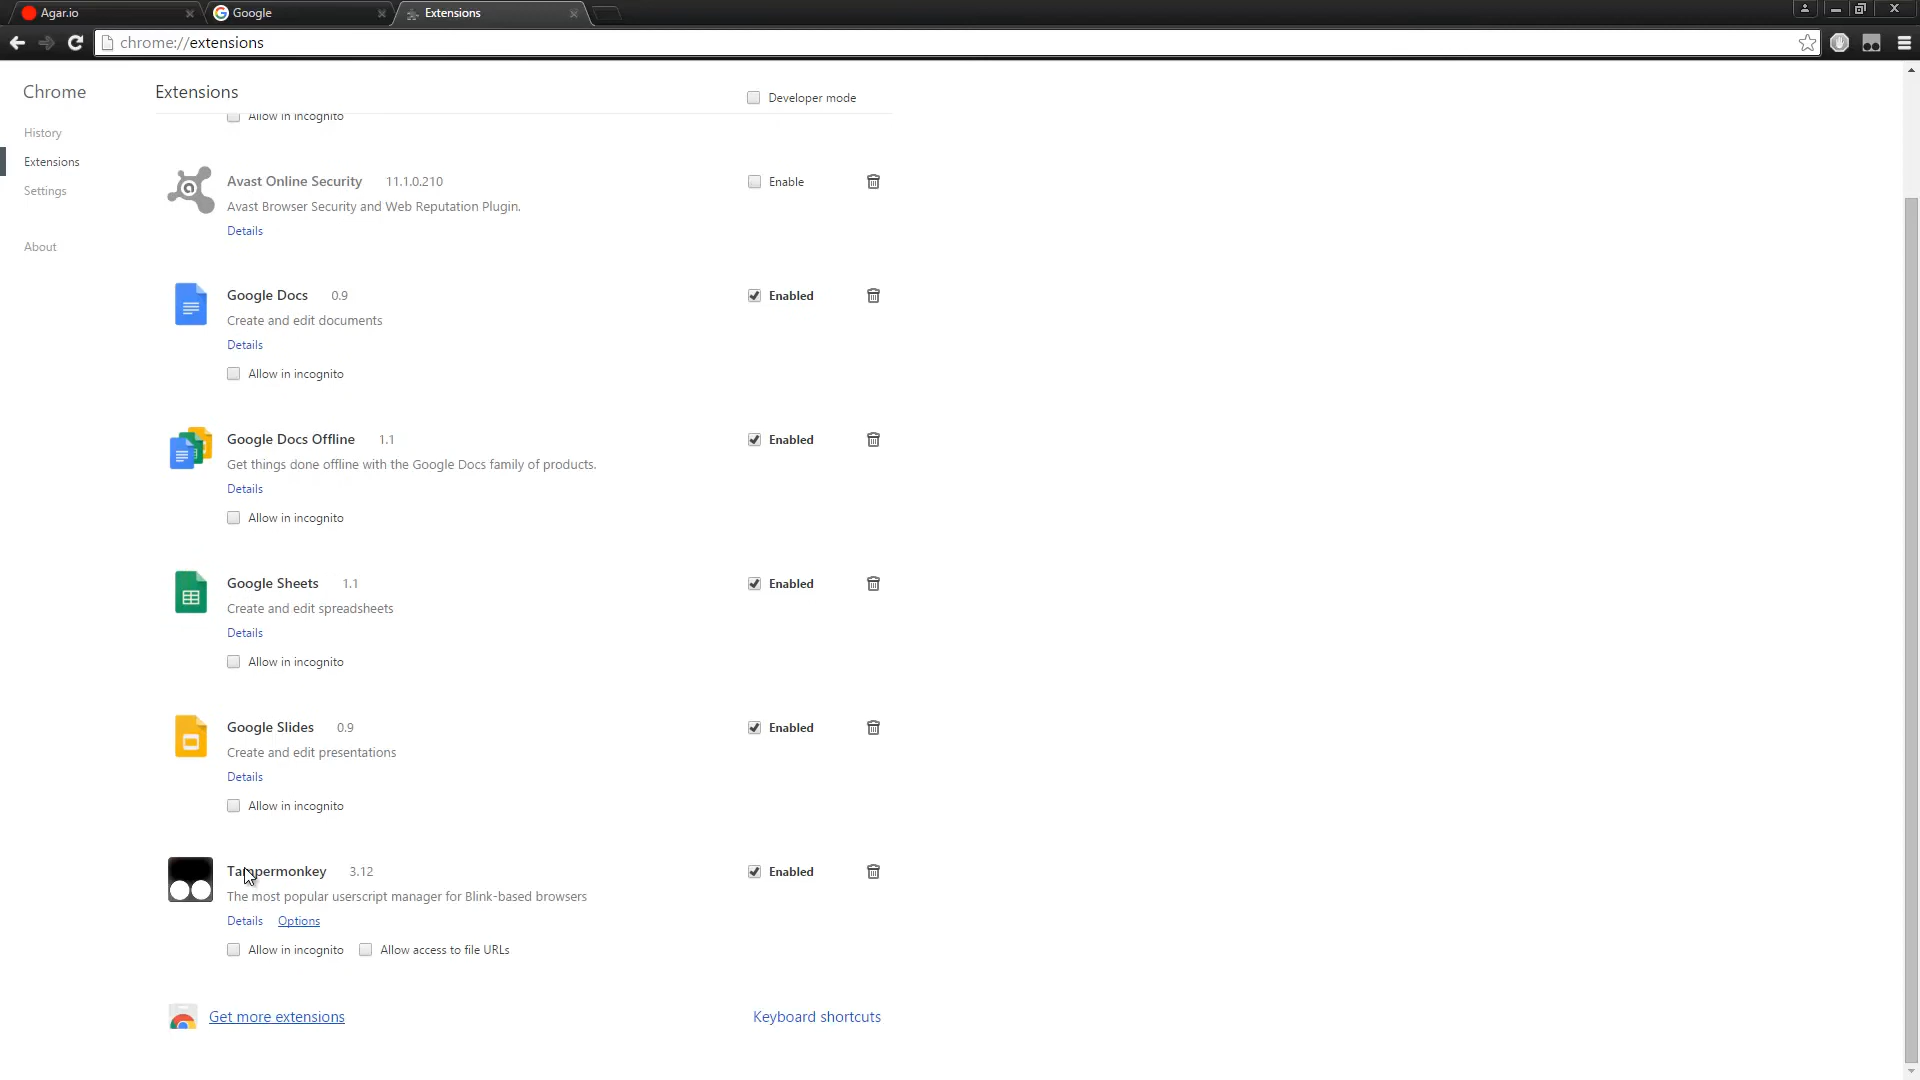 Agar.io
Google
Extensions
chrome://extensions
Chrome
Extensions
Developer mode
History
Extensions
Settings
About
Allow in incognito
Avast Online Security 11.1.0.210
Enable
Avast Browser Security and Web Reputation Plugin.
Details
Google Docs 0.9
Enabled
Create and edit documents
Details
Allow in incognito
Google Docs Offline 1.1
Enabled
Get things done offline with the Google Docs family of products.
Details
Allow in incognito
Google Sheets 1.1
Enabled
Create and edit spreadsheets
Details
Allow in incognito
Google Slides 0.9
Enabled
Create and edit presentations
Details
Allow in incognito
Tampermonkey 3.12
Enabled
The most popular userscript manager for Blink-based browsers
Details Options
Allow in incognito Allow access to file URLs
Get more extensions
Keyboard shortcuts